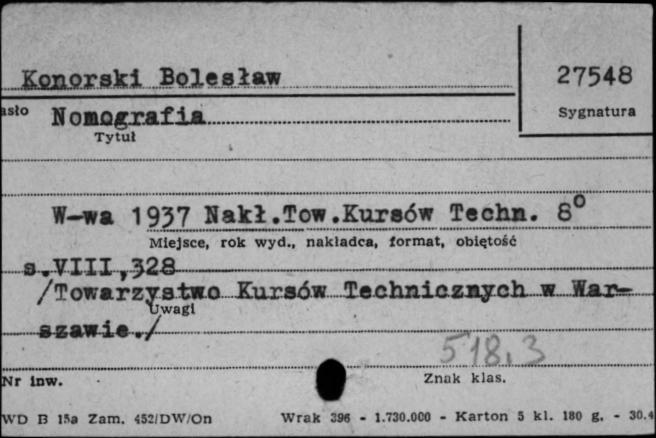 Konorski Bolesław
27548
asło
Nomografia
Sygnatura
Tytuł
W-wa 1937 Nakł.Tow.Kursów Techn. 8°
Miejsce, rok wyd., nakładca, format, obiętość
s.VIII,328
/Towarzystwo Kursów Technicznych w War-
Uwagi
szawie./
518.3
Nr inw.
Znak klas.
WD B 15a Zam. 452/DW/On Wrak 396 - 1.730.000 - Karton 5 kl. 180 g. - 30.4